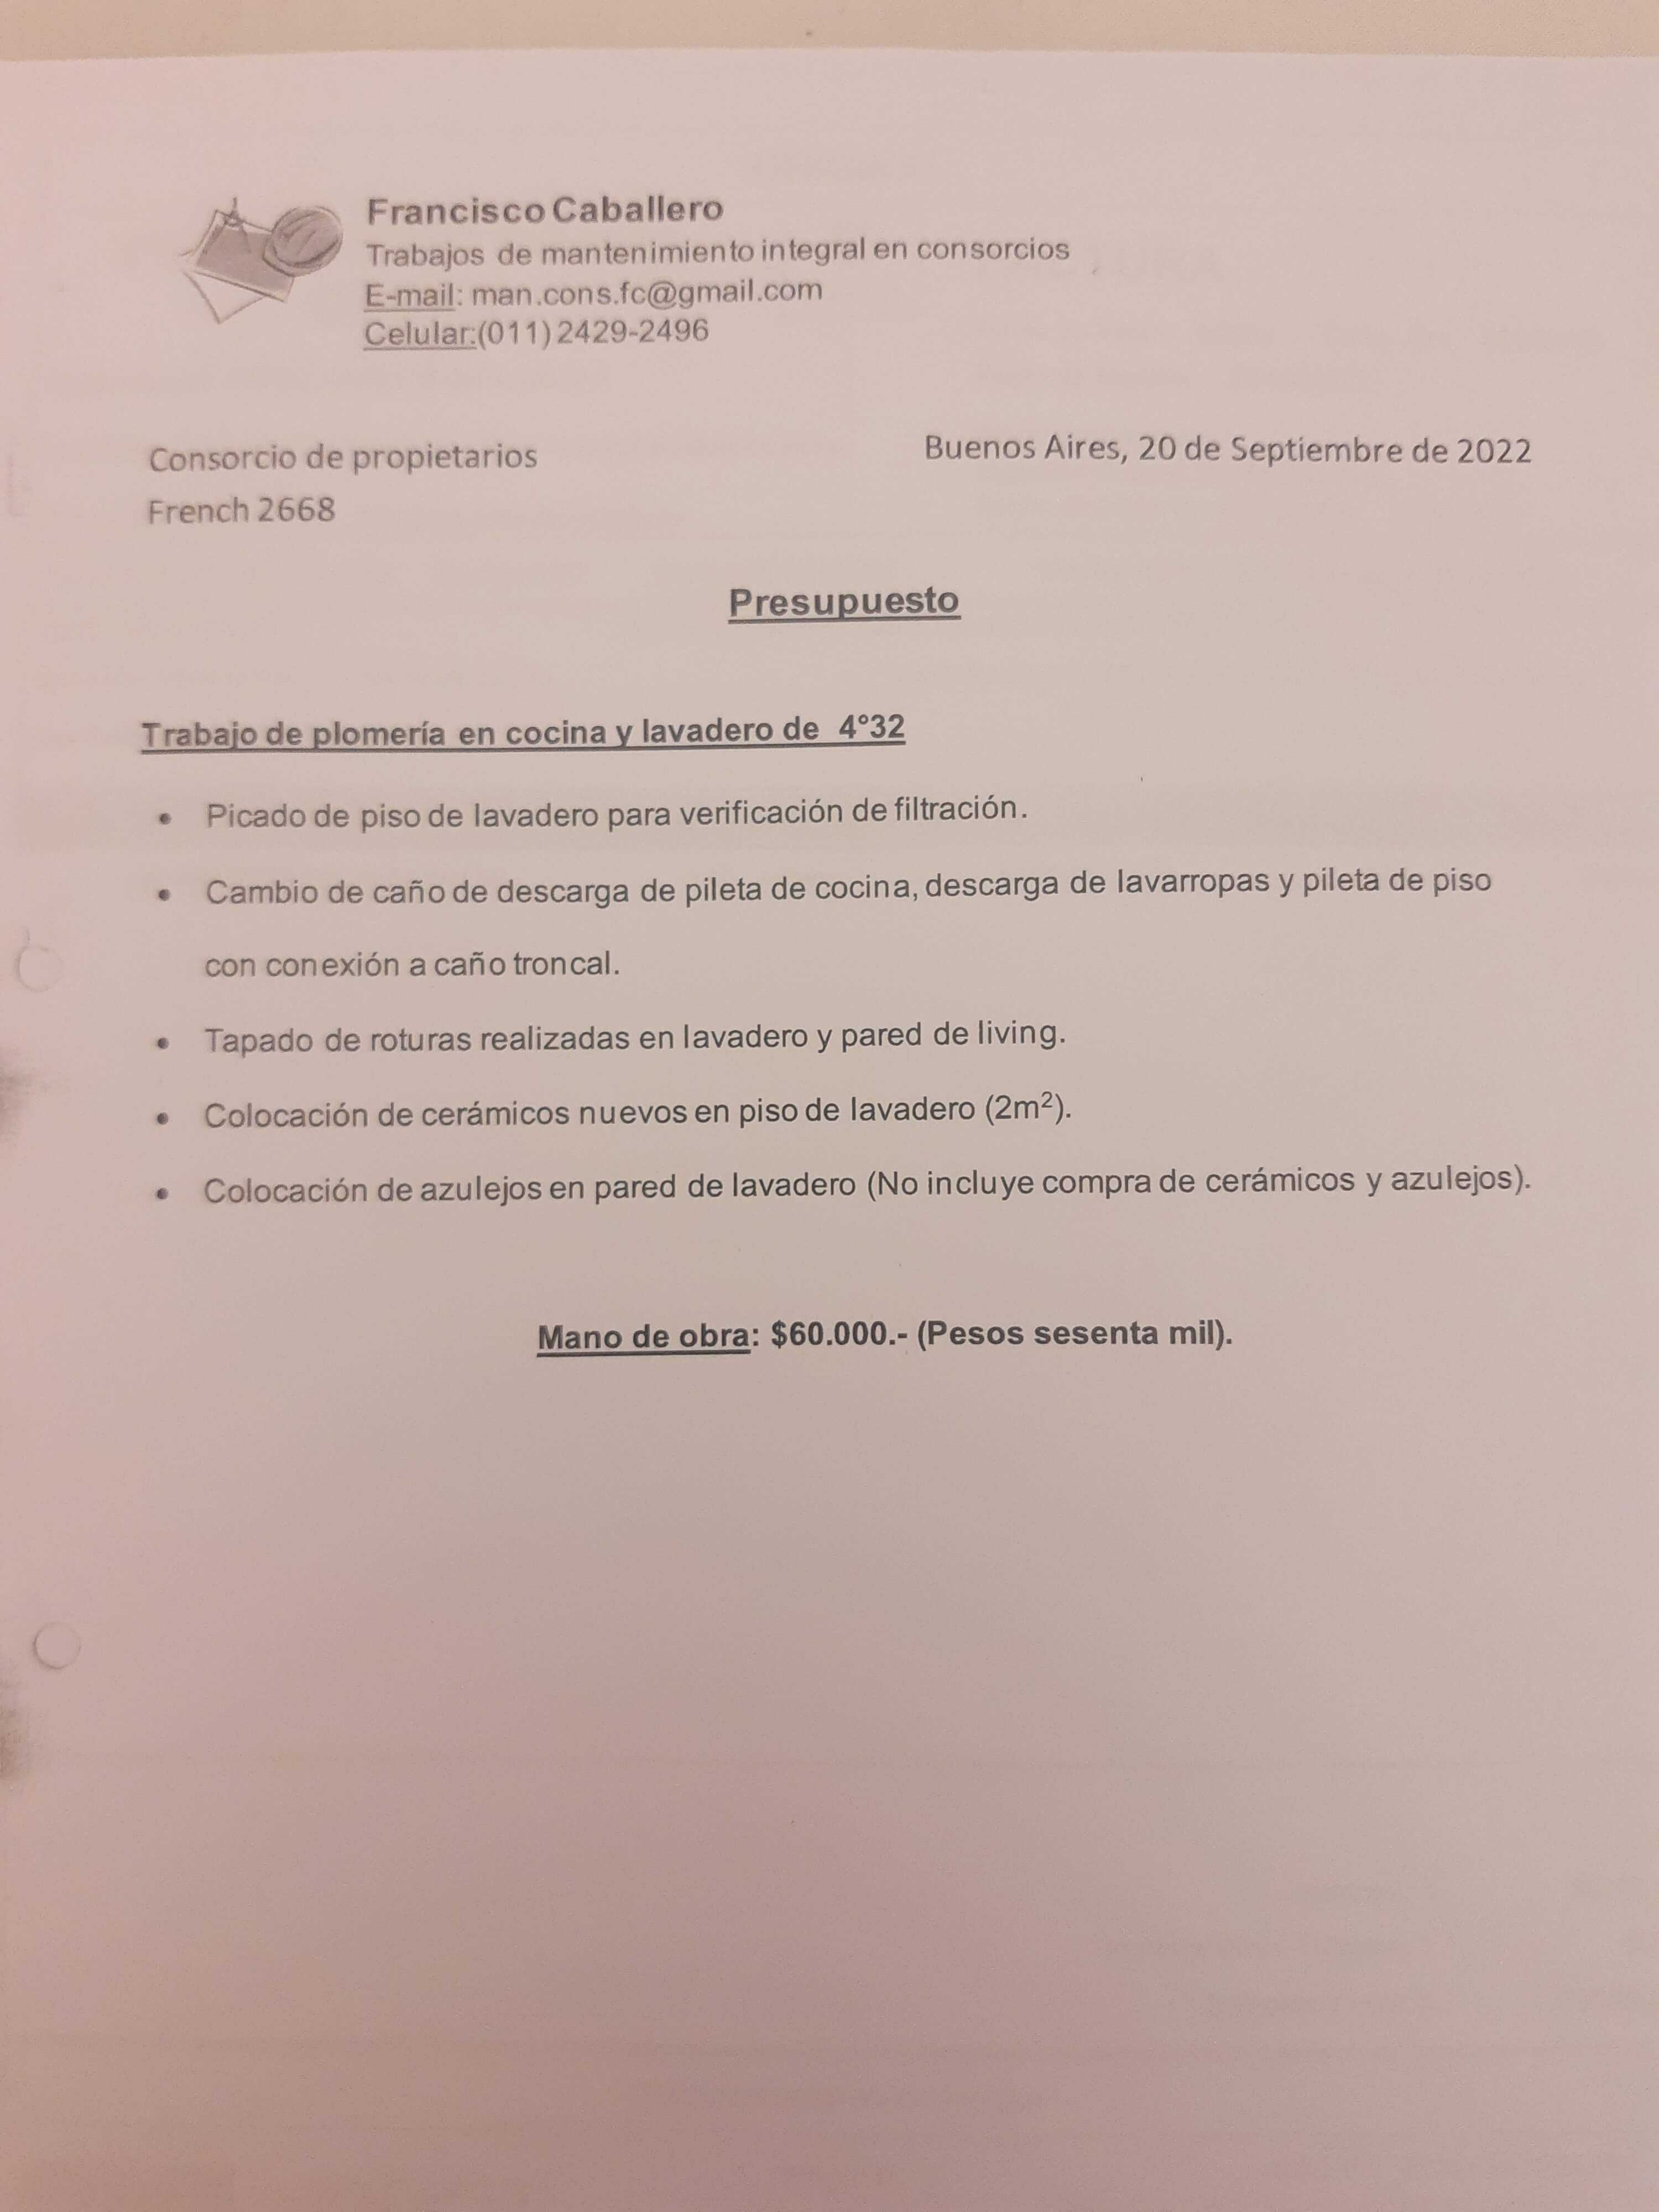 Francisco Caballero
Trabajos de mantenimiento integral en consorcios
E-mail: man.cons.fc@gmail.com
Celular:(011) 2429-2496
Consorcio de propietarios
Buenos Aires, 20 de Septiembre de 2022
French 2668
Presupuesto
Trabajo de plomería en cocina y lavadero de 4°32
• Picado de piso de lavadero para verificación de filtración.
• Cambio de caño de descarga de pileta de cocina, descarga de lavarropas y pileta de piso
con conexión a caño troncal.
• Tapado de roturas realizadas en lavadero y pared de living.
• Colocación de cerámicos nuevos en piso de lavadero (2m²).
• Colocación de azulejos en pared de lavadero (No incluye compra de cerámicos y azulejos).
Mano de obra: $60.000.- (Pesos sesenta mil).